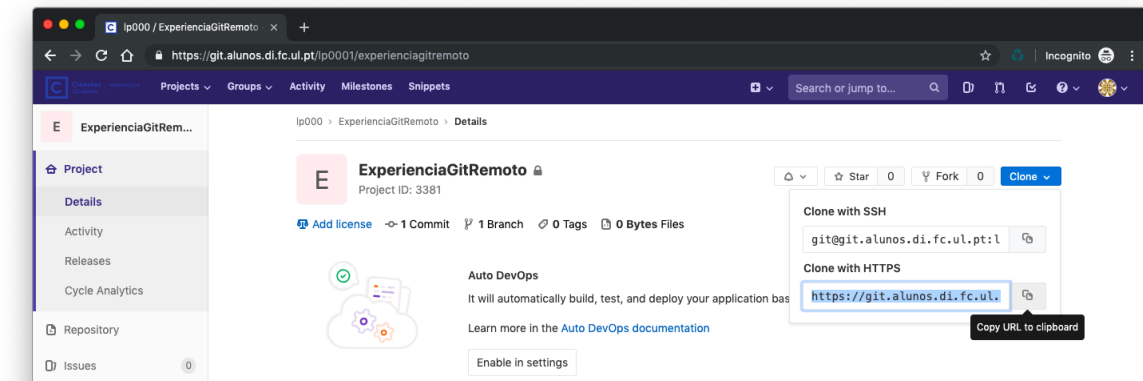 lp000 / ExperienciaGitRemoto
https://git.alunos.di.fc.ul.pt/lp0001/experienciagitremoto
Incognito
C Ciências
Projects Groups Activity Milestones Snippets Search or jump to...
E ExperienciaGitRem...
lp000 > ExperienciaGitRemoto > Details
Project
Details
Activity
Releases
Cycle Analytics
Repository
Issues 0
E
ExperienciaGitRemoto
Project ID: 3381
Star 0 Fork 0 Clone
Add license 1 Commit 1 Branch 0 Tags 0 Bytes Files
Auto DevOps
It will automatically build, test, and deploy your application bas
Learn more in the Auto DevOps documentation
Enable in settings
Clone with SSH
git@git.alunos.di.fc.ul.pt:l
Clone with HTTPS
https://git.alunos.di.fc.ul.
Copy URL to clipboard